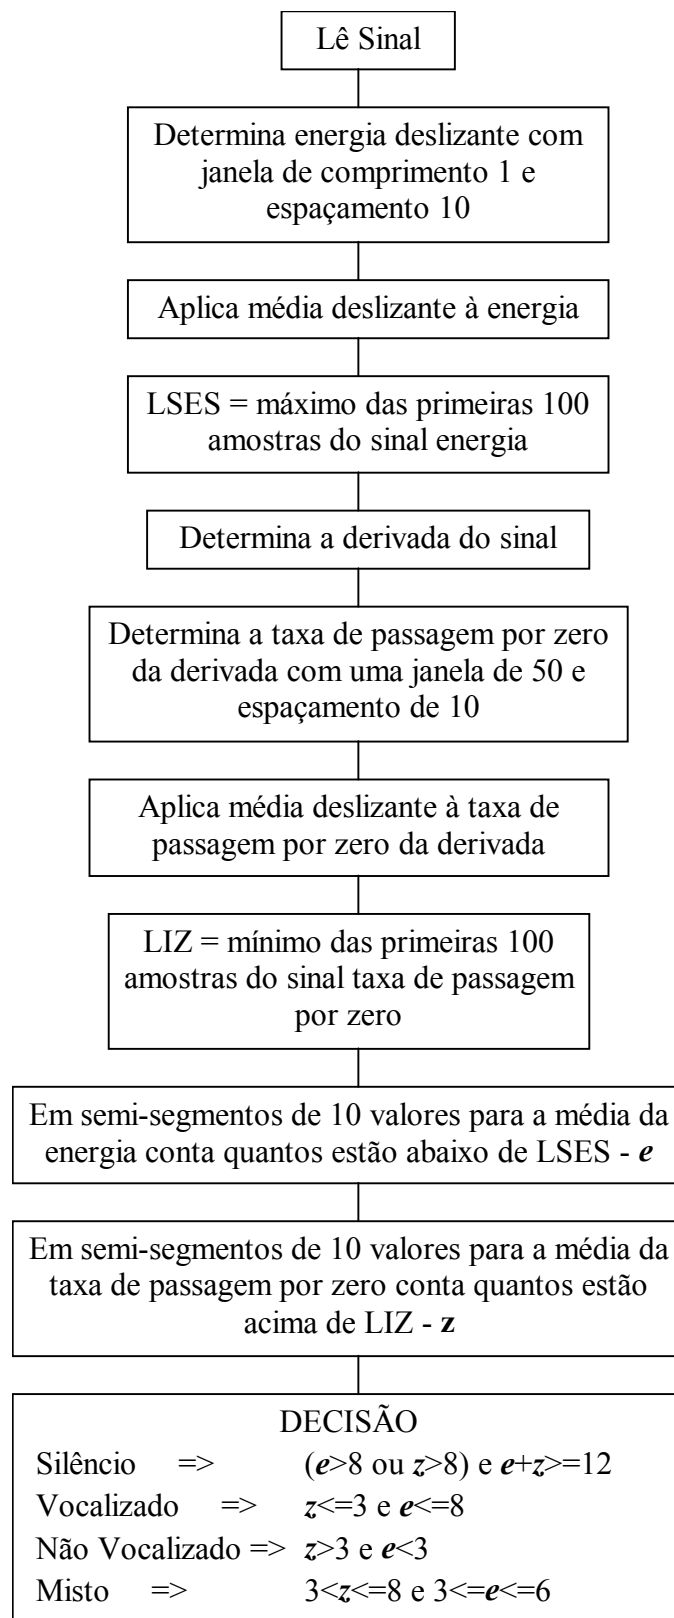 Lê Sinal
Determina energia deslizante com
janela de comprimento 1 e
espaçamento 10
Aplica média deslizante à energia
LSES = máximo das primeiras 100
amostras do sinal energia
Determina a derivada do sinal
Determina a taxa de passagem por zero
da derivada com uma janela de 50 e
espaçamento de 10
Aplica média deslizante à taxa de
passagem por zero da derivada
LIZ = mínimo das primeiras 100
amostras do sinal taxa de passagem
por zero
Em semi-segmentos de 10 valores para a média da
energia conta quantos estão abaixo de LSES - e
Em semi-segmentos de 10 valores para a média da
taxa de passagem por zero conta quantos estão
acima de LIZ - z
DECISÃO
Silêncio => (e>8 ou z>8) e e+z>=12
Vocalizado => z<=3 e e<=8
Não Vocalizado => z>3 e e<3
Misto => 3<z<=8 e 3<=e<=6